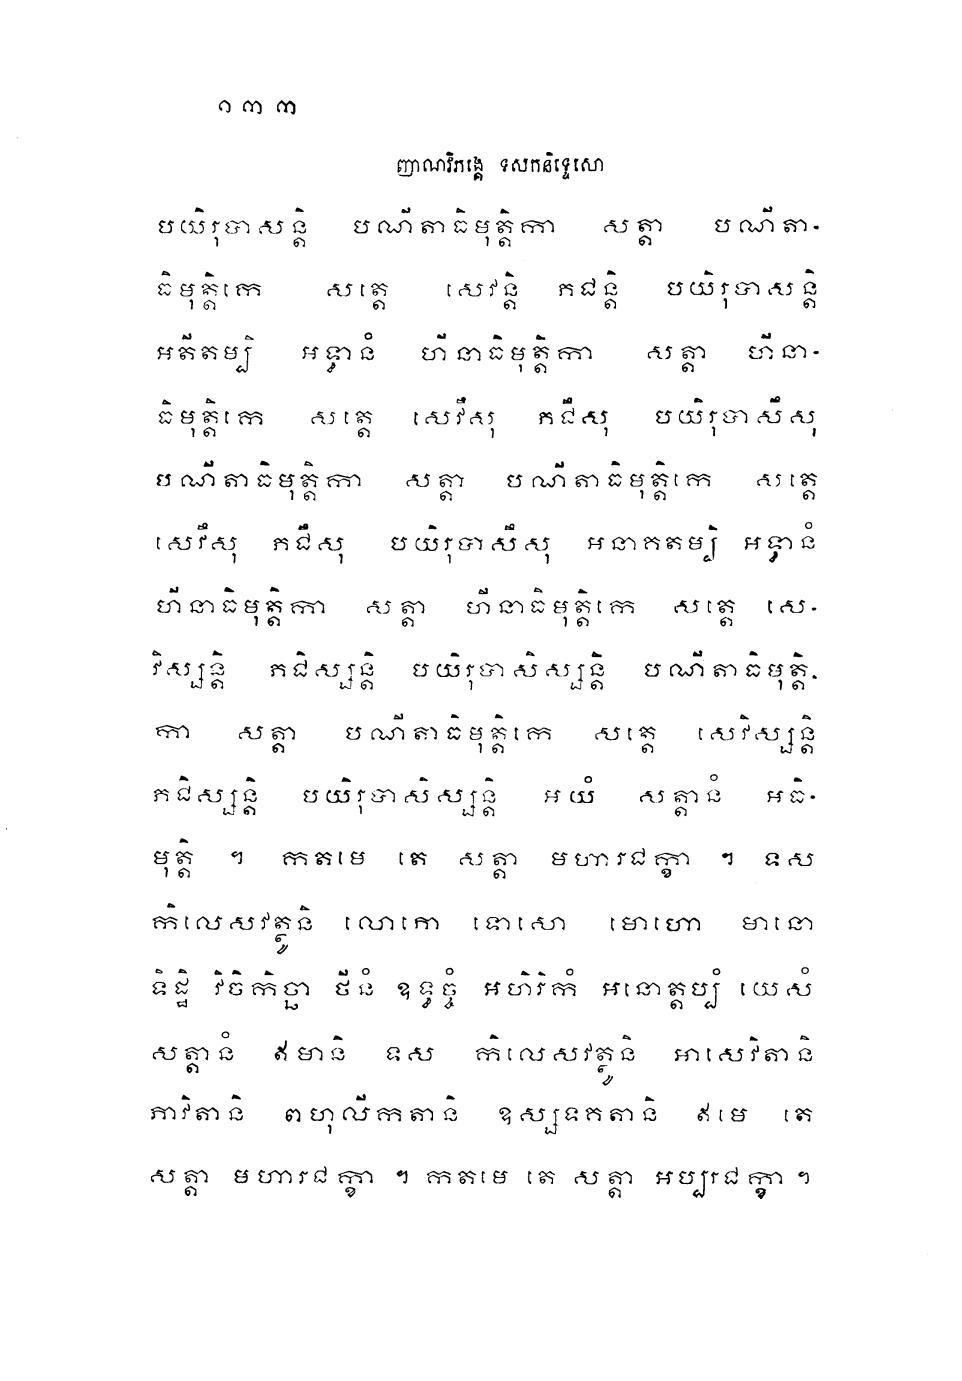 ១៣៣
ញាណវិភង្គេ ទសកនិទ្ទេសោ
បយិរុបាសន្តិ បណីតាធិមុត្តិកា សត្តា បណីតា-
ធិមុត្តិកេ សត្តេ សេវន្តិ ភជន្តិ បយិរុបាសន្តិ
អតីតម្បិ អទ្ធានំ ហីនាធិមុត្តិកា សត្តា ហីនា-
ធិមុត្តិកេ សត្តេ សេវឹសុ ភជឹសុ បយិរុបាសឹសុ
បណីតាធិមុត្តិកា សត្តា បណីតាធិមុត្តិកេ សត្តេ
សេវឹសុ ភជឹសុ បយិរុបាសឹសុ អនាគតម្បិ អទ្ធានំ
ហីនាធិមុត្តិកា សត្តា ហីនាធិមុត្តិកេ សត្តេ សេ-
វិស្សន្តិ ភជិស្សន្តិ បយិរុបាសិស្សន្តិ បណីតាធិមុត្តិ-
កា សត្តា បណីតាធិមុត្តិកេ សត្តេ សេវិស្សន្តិ
ភជិស្សន្តិ បយិរុបាសិស្សន្តិ អយំ សត្តានំ អធិ-
មុត្តិ ។ កតមេ តេ សត្តា មហារជក្ខា ។ ទស
កិលេសវត្ថូនិ លោភោ ទោសោ មោហោ មានោ
ទិដ្ឋិ វិចិកិច្ឆា ថីនំ ឧទ្ធច្ចំ អហិរិកំ អនោត្តប្បំ យេសំ
សត្តានំ ឥមានិ ទស កិលេសវត្ថូនិ អាសេវិតានិ
ភាវិតានិ ពហុលីកតានិ ឧស្សទគតានិ ឥមេ តេ
សត្តា មហារជក្ខា ។ កតមេ តេ សត្តា អប្បរជក្ខា ។